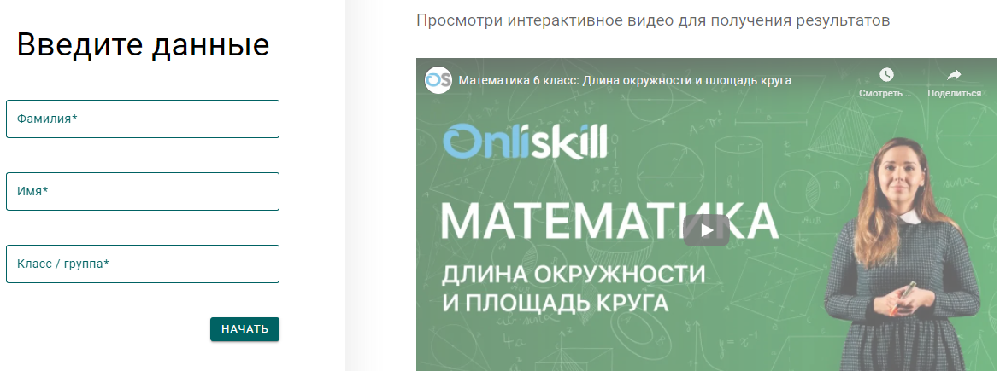 Введите данные
Фамилия*
Имя*
Класс / группа*
НАЧАТЬ
Просмотри интерактивное видео для получения результатов
OS
Математика 6 класс: Длина окружности и площадь круга
Смотреть ...
Поделиться
Onliskill
МАТЕМАТИКА
ДЛИНА ОКРУЖНОСТИ
И ПЛОЩАДЬ КРУГА